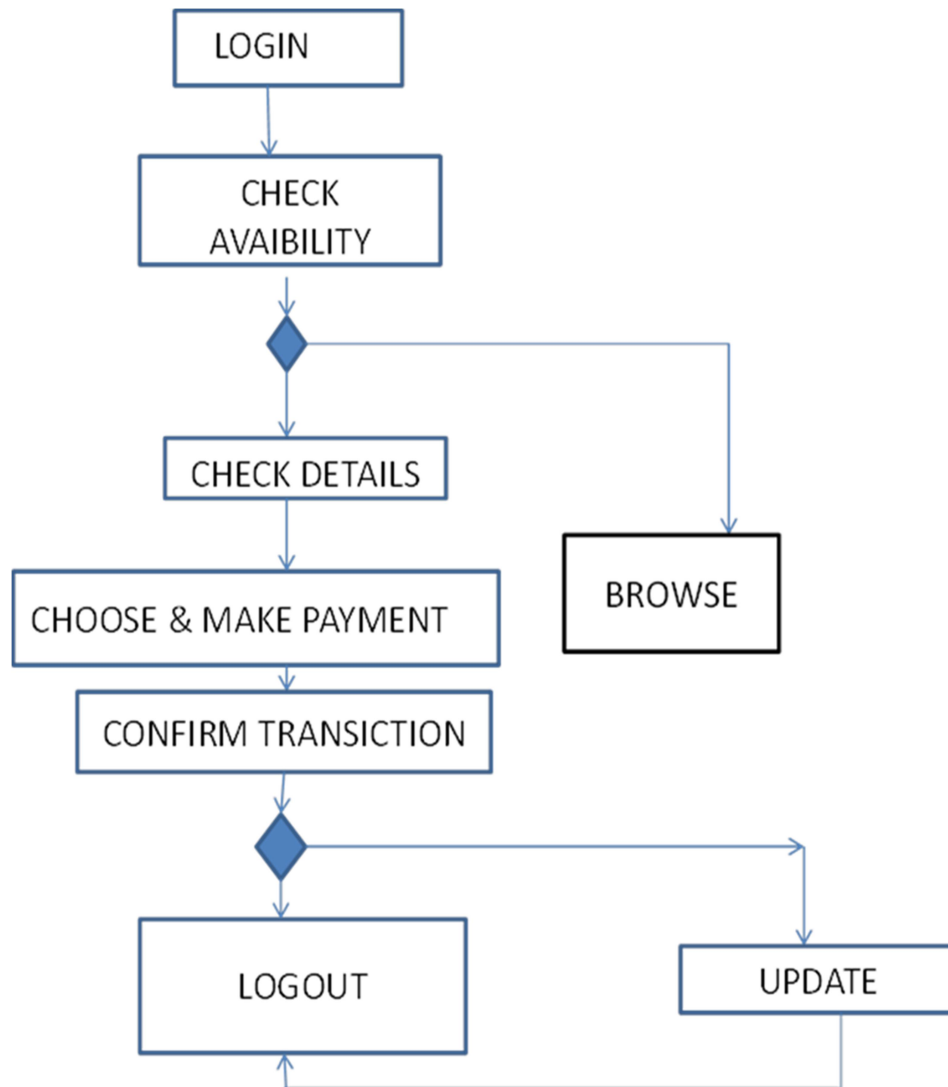 LOGIN
CHECK
AVAIBILITY
CHECK DETAILS
BROWSE
CHOOSE & MAKE PAYMENT
CONFIRM TRANSICTION
LOGOUT
UPDATE